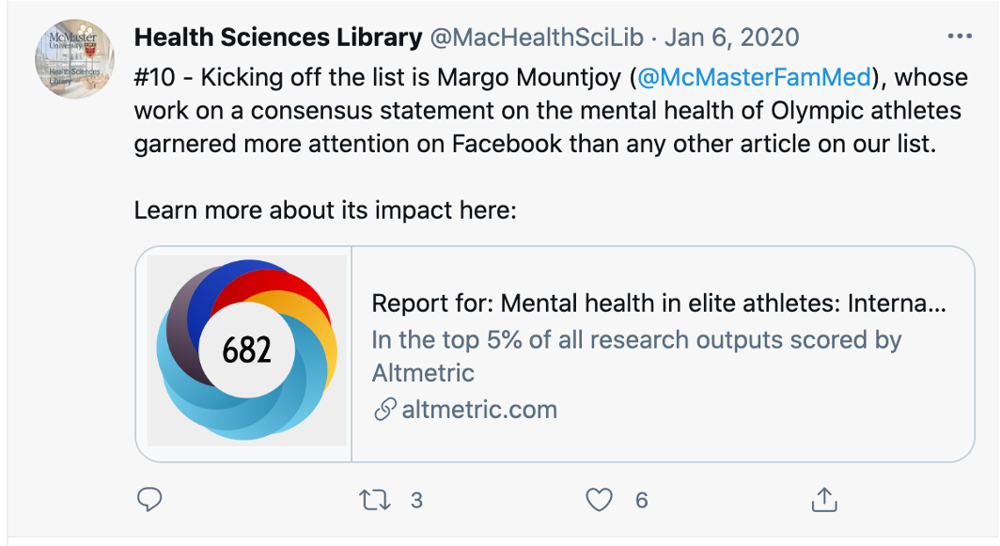 McMaster
University
Health Sciences
Library
Health Sciences Library @MacHealthSciLib · Jan 6, 2020
#10 - Kicking off the list is Margo Mountjoy (@McMasterFamMed), whose
work on a consensus statement on the mental health of Olympic athletes
garnered more attention on Facebook than any other article on our list.
Learn more about its impact here:
682
Report for: Mental health in elite athletes: Interna...
In the top 5% of all research outputs scored by
Altmetric
altmetric.com
3 6